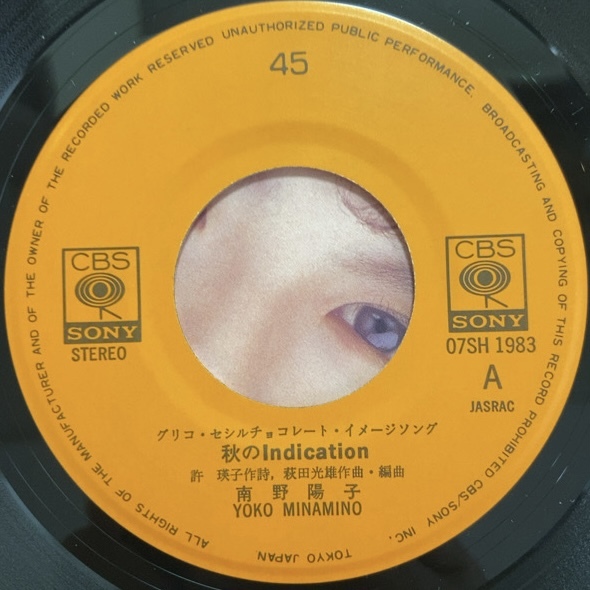 45
ALL RIGHTS OF THE MANUFACTURER AND OF THE OWNER OF THE RECORDED WORK RESERVED UNAUTHORIZED PUBLIC PERFORMANCE. BROADCASTING AND COPYING OF THIS RECORD PROHIBITED CBS/SONY INC.
TOKYO JAPAN
CBS
SONY
STEREO
CBS
SONY
07SH 1983
A
JASRAC
グリコ・セシルチョコレート・イメージソング
秋のIndication
許 瑛子作詩, 萩田光雄作曲・編曲
南野陽子
YOKO MINAMINO